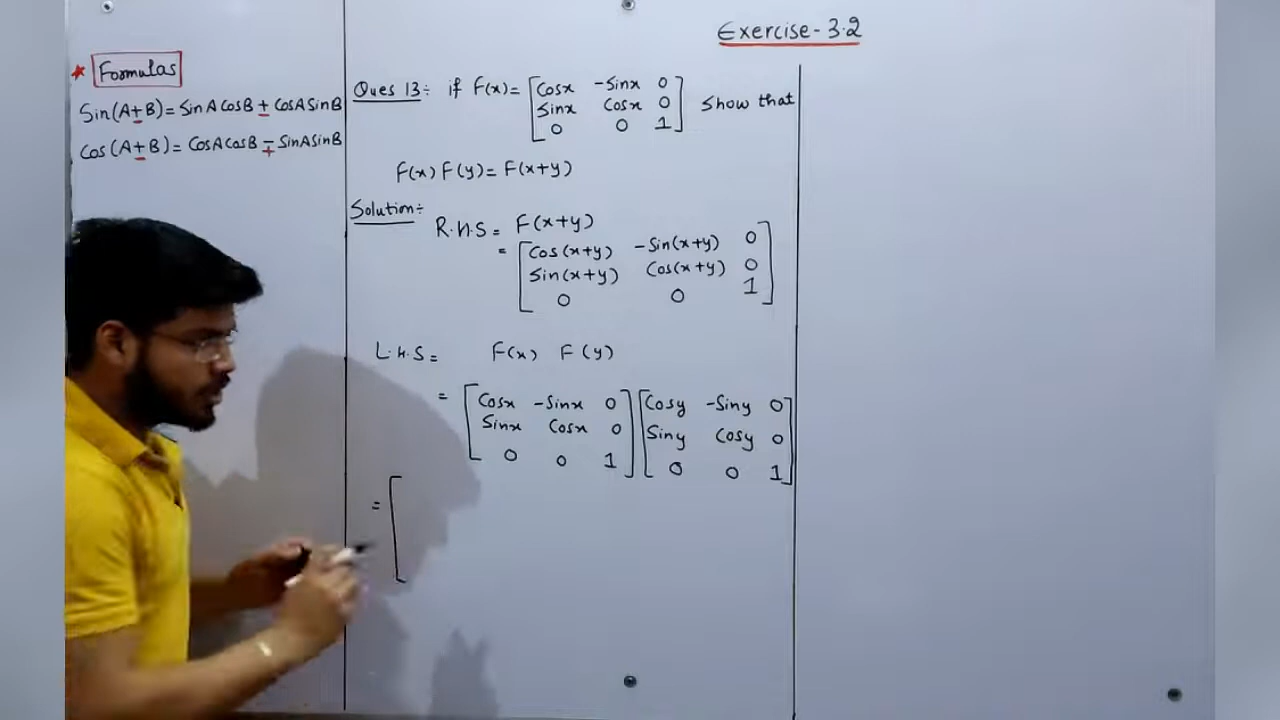 Exercise-3.2
* Formulas
Sin(A±B)= SinA CosB ± CosA SinB
Cos(A±B)= CosA CosB ∓ SinA SinB
Ques 13:- if F(x)= [Cosx -Sinx 0
Sinx Cosx 0
0 0 1] Show that
F(x) F(y)= F(x+y)
Solution:-
R.H.S= F(x+y)
= [Cos(x+y) -Sin(x+y) 0
Sin(x+y) Cos(x+y) 0
0 0 1]
L.H.S= F(x) F(y)
= [Cosx -Sinx 0] [Cosy -Siny 0]
Sinx Cosx 0 Siny Cosy 0
0 0 1 0 0 1
= [